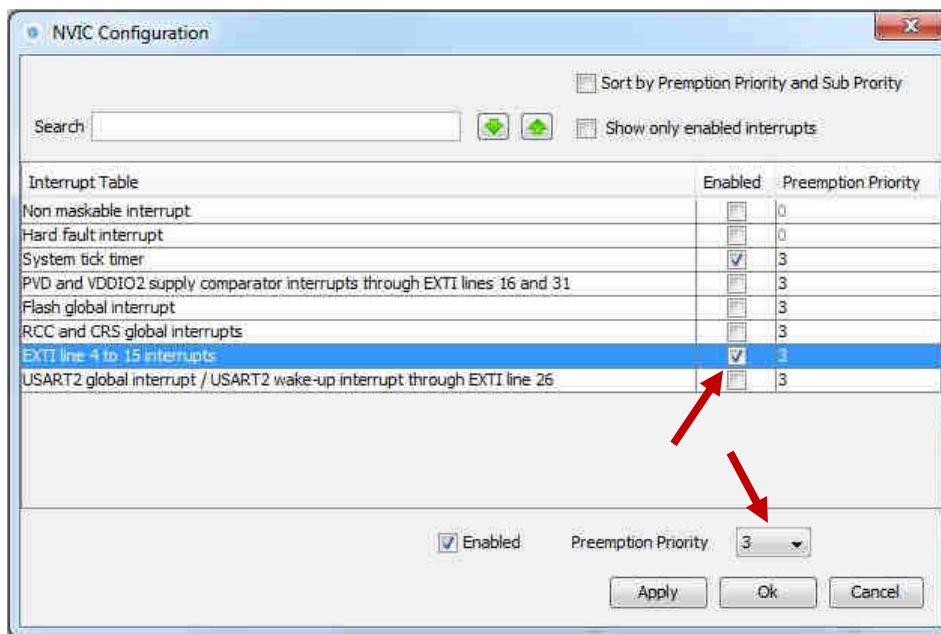 NVIC Configuration
Sort by Premption Priority and Sub Prority
Search
Show only enabled interrupts
Interrupt Table Enabled Preemption Priority
Non maskable interrupt 0
Hard fault interrupt 0
System tick timer 3
PVD and VDDIO2 supply comparator interrupts through EXTI lines 16 and 31 3
Flash global interrupt 3
RCC and CRS global interrupts 3
EXTI line 4 to 15 interrupts 3
USART2 global interrupt / USART2 wake-up interrupt through EXTI line 26 3
Enabled Preemption Priority 3
Apply Ok Cancel